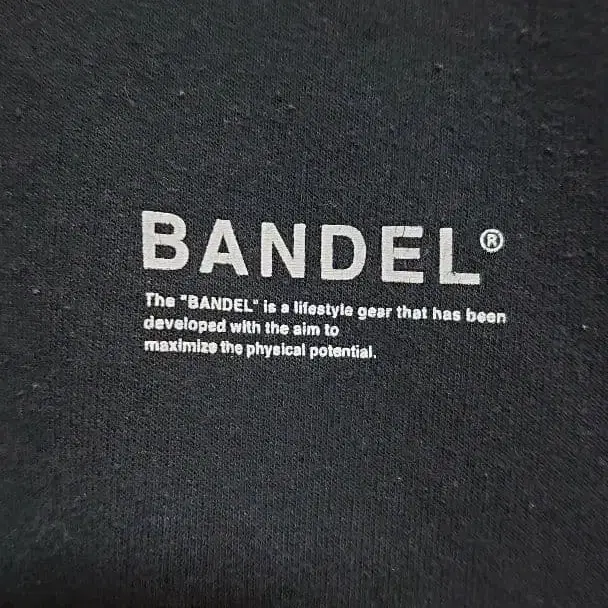 BANDEL®
The "BANDEL" is a lifestyle gear that has been
developed with the aim to
maximize the physical potential.